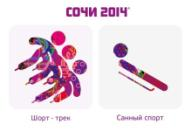 СОЧИ 2014
Шорт - трек
Санный спорт